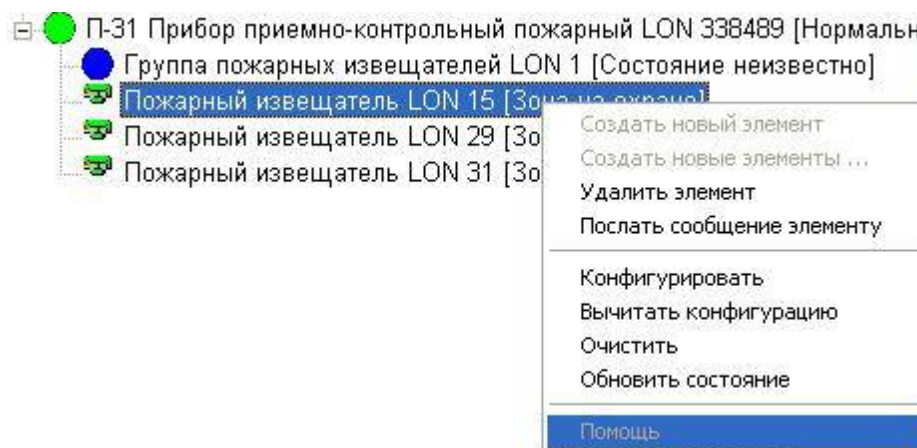 П-31 Прибор приемно-контрольный пожарный LON 338489 [Нормальн
Группа пожарных извещателей LON 1 [Состояние неизвестно]
Пожарный извещатель LON 15 [Зона на охране]
Пожарный извещатель LON 29 [Зо
Пожарный извещатель LON 31 [Зо
Создать новый элемент
Создать новые элементы ...
Удалить элемент
Послать сообщение элементу
Конфигурировать
Вычитать конфигурацию
Очистить
Обновить состояние
Помощь